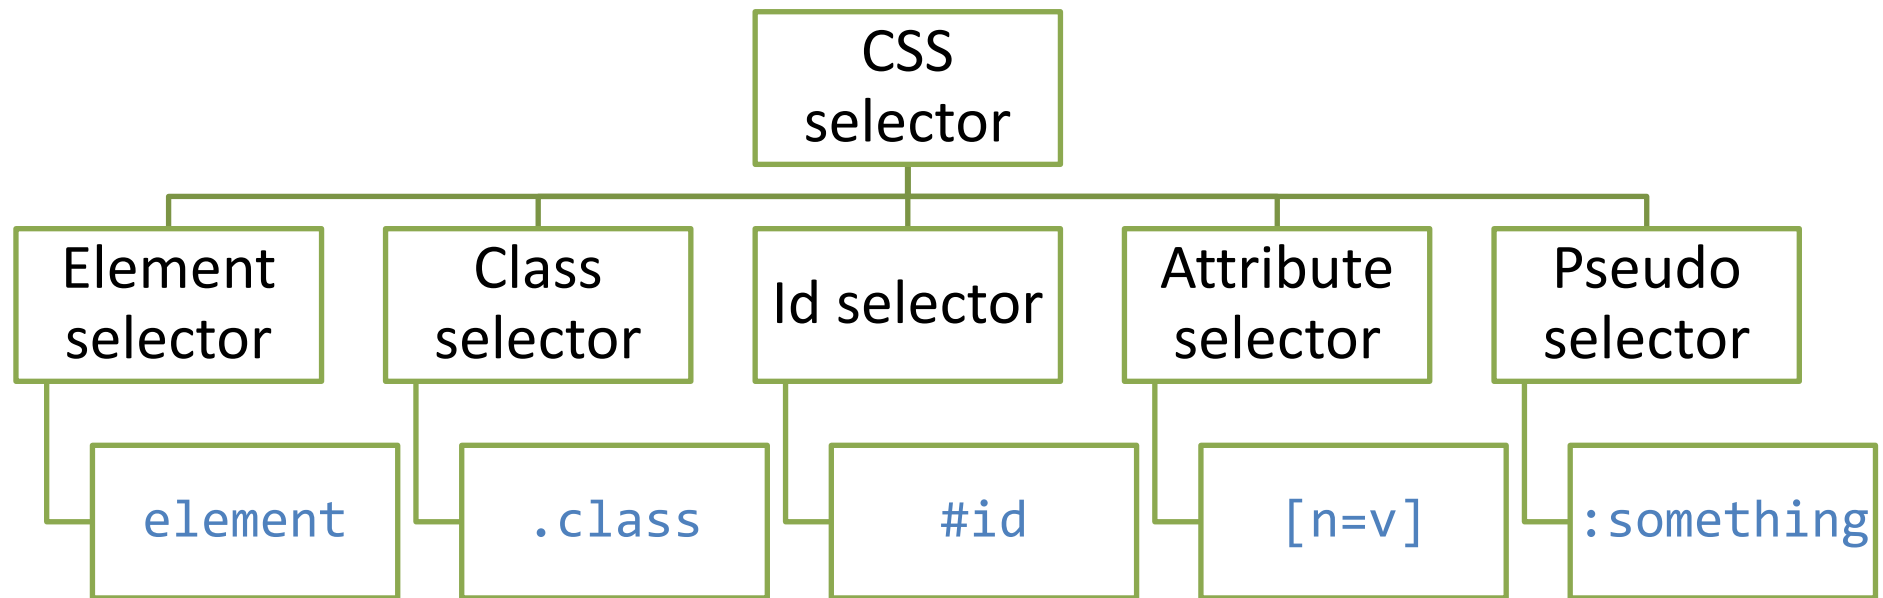 CSS
selector
Element
selector
Class
selector
Id selector
Attribute
selector
Pseudo
selector
element
.class
#id
[n=v]
:something